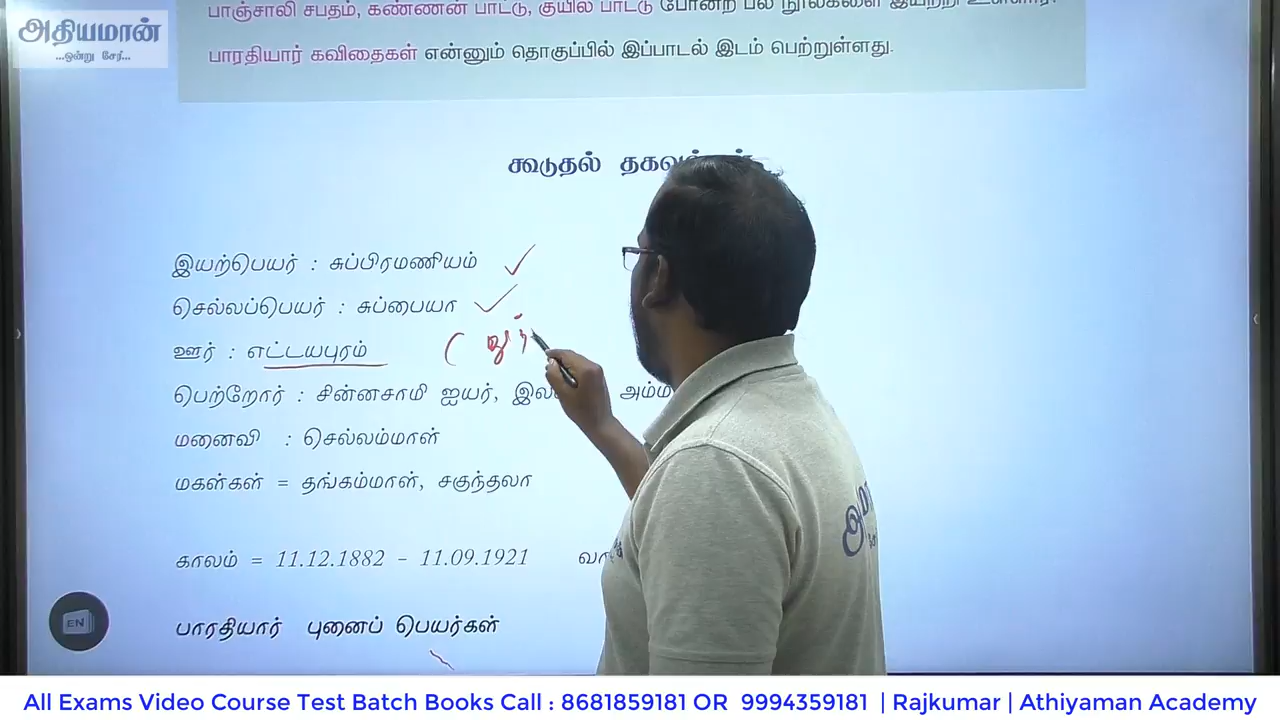 அதியமான்
...ஒன்று சேர்...
பாஞ்சாலி சபதம், கண்ணன் பாட்டு, குயில் பாட்டு போன்ற பல நூல்களை இயற்றி உள்ளார்.
பாரதியார் கவிதைகள் என்னும் தொகுப்பில் இப்பாடல் இடம் பெற்றுள்ளது.
கூடுதல்
இயற்பெயர் : சுப்பிரமணியம்
செல்லப்பெயர் : சுப்பையா
ஊர் : எட்டயபுரம் (
பெற்றோர் : சின்னசாமி ஐயர்,
மனைவி : செல்லம்மாள்
மகள்கள் = தங்கம்மாள், சகுந்தலா
காலம் = 11.12.1882 - 11.09.1921
பாரதியார் புனைப் பெயர்கள்
EN
All Exams Video Course Test Batch Books Call : 8681859181 OR 9994359181 | Rajkumar | Athiyaman Academy